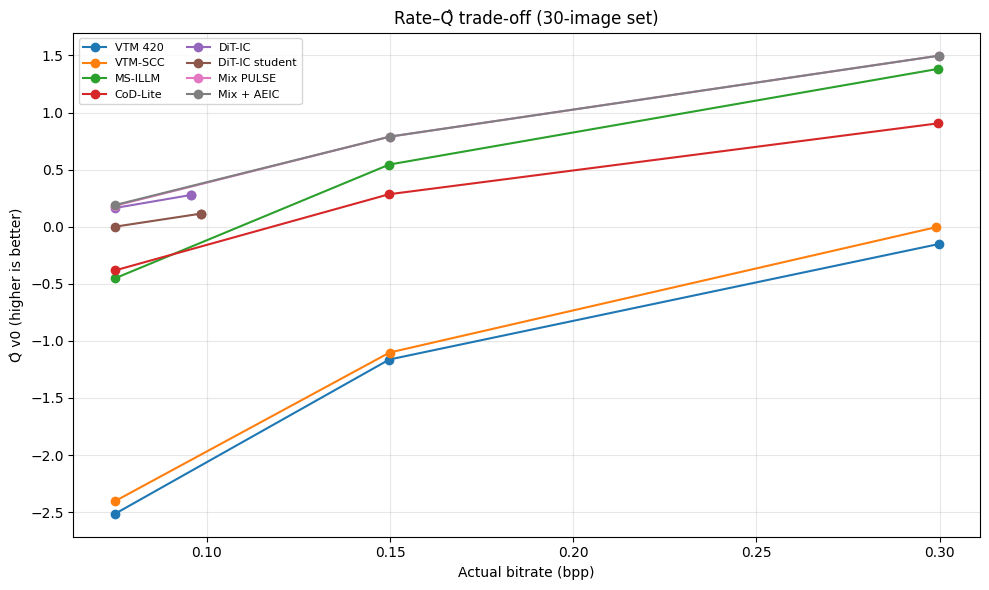 Rate–Q̂ trade-off (30-image set)
VTM 420
VTM-SCC
MS-ILLM
CoD-Lite
DiT-IC
DiT-IC student
Mix PULSE
Mix + AEIC
Q̂ v0 (higher is better)
1.5
1.0
0.5
0.0
−0.5
−1.0
−1.5
−2.0
−2.5
0.10 0.15 0.20 0.25 0.30
Actual bitrate (bpp)